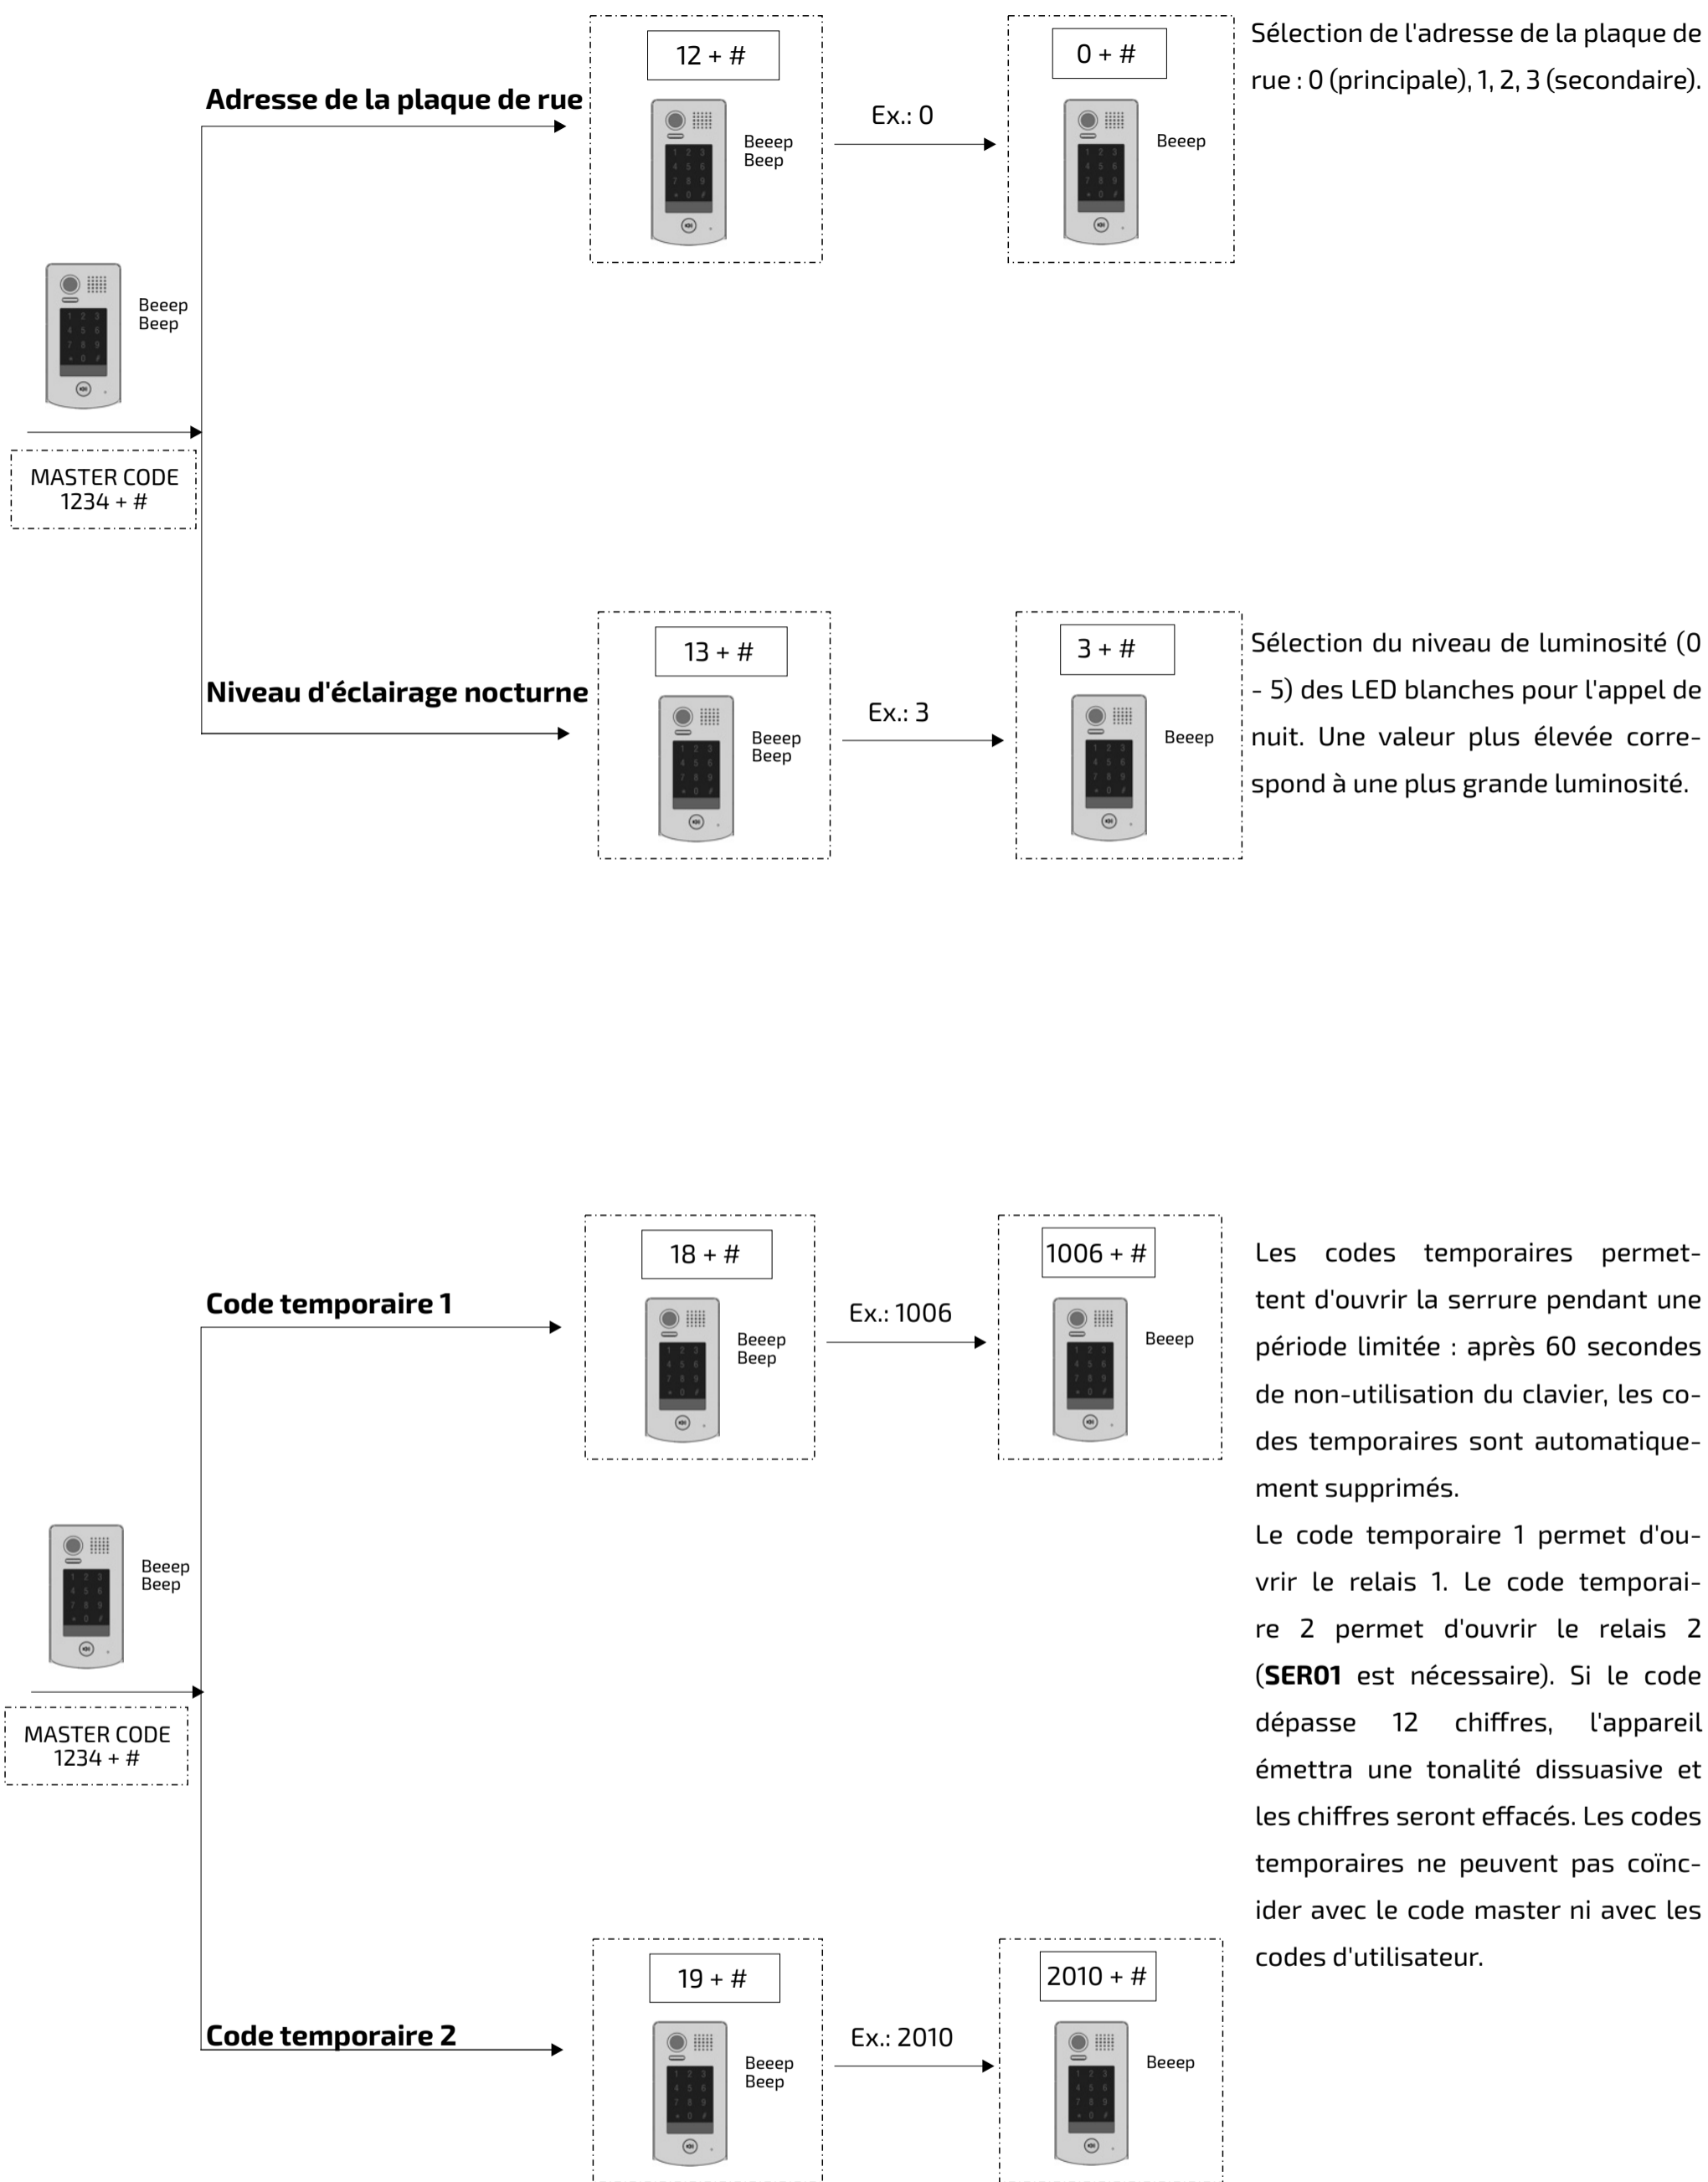 Adresse de la plaque de rue
12 + #
Beeep
Beep
Ex.: 0
0 + #
Beeep
Sélection de l'adresse de la plaque de
rue : 0 (principale), 1, 2, 3 (secondaire).
Beeep
Beep
MASTER CODE
1234 + #
Niveau d'éclairage nocturne
13 + #
Beeep
Beep
Ex.: 3
3 + #
Beeep
Sélection du niveau de luminosité (0
- 5) des LED blanches pour l'appel de
nuit. Une valeur plus élevée corre-
spond à une plus grande luminosité.
Code temporaire 1
18 + #
Beeep
Beep
Ex.: 1006
1006 + #
Beeep
Les codes temporaires permet-
tent d'ouvrir la serrure pendant une
période limitée : après 60 secondes
de non-utilisation du clavier, les co-
des temporaires sont automatique-
ment supprimés.
Le code temporaire 1 permet d'ou-
vrir le relais 1. Le code temporai-
re 2 permet d'ouvrir le relais 2
(SER01 est nécessaire). Si le code
dépasse 12 chiffres, l'appareil
émettra une tonalité dissuasive et
les chiffres seront effacés. Les codes
temporaires ne peuvent pas coïnc-
ider avec le code master ni avec les
codes d'utilisateur.
Beeep
Beep
MASTER CODE
1234 + #
Code temporaire 2
19 + #
Beeep
Beep
Ex.: 2010
2010 + #
Beeep